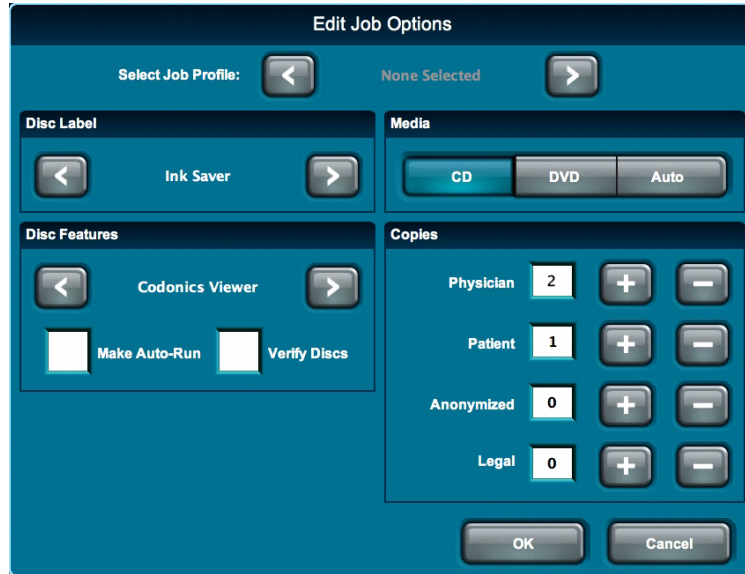 Edit Job Options
Select Job Profile: None Selected
Disc Label
Ink Saver
Media
CD DVD Auto
Disc Features
Codonics Viewer
Make Auto-Run Verify Discs
Copies
Physician 2
Patient 1
Anonymized 0
Legal 0
OK Cancel